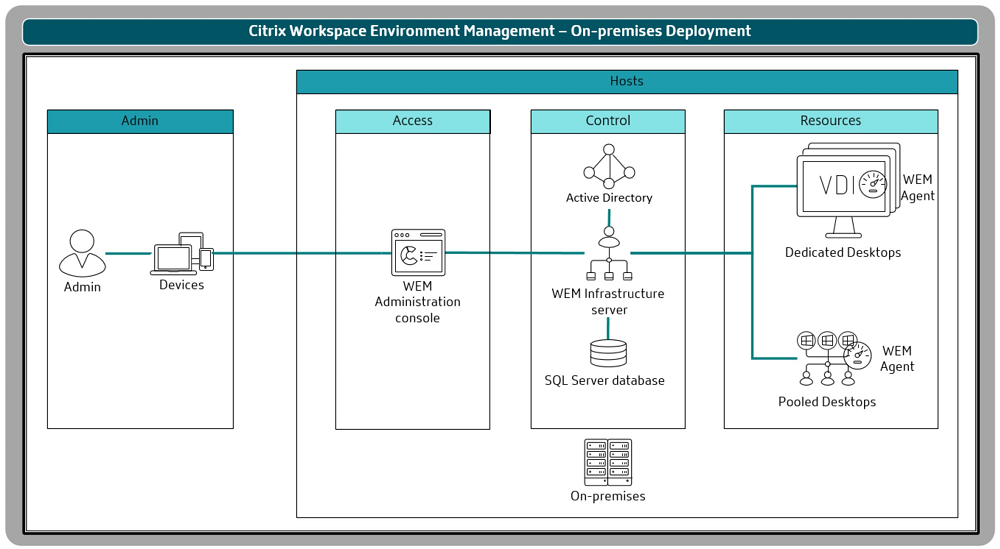 Citrix Workspace Environment Management – On-premises Deployment
Hosts
Admin
Access
Control
Resources
Admin
Devices
WEM
Administration
console
Active Directory
WEM Infrastructure
server
SQL Server database
VDI
WEM
Agent
Dedicated Desktops
WEM
Agent
Pooled Desktops
On-premises